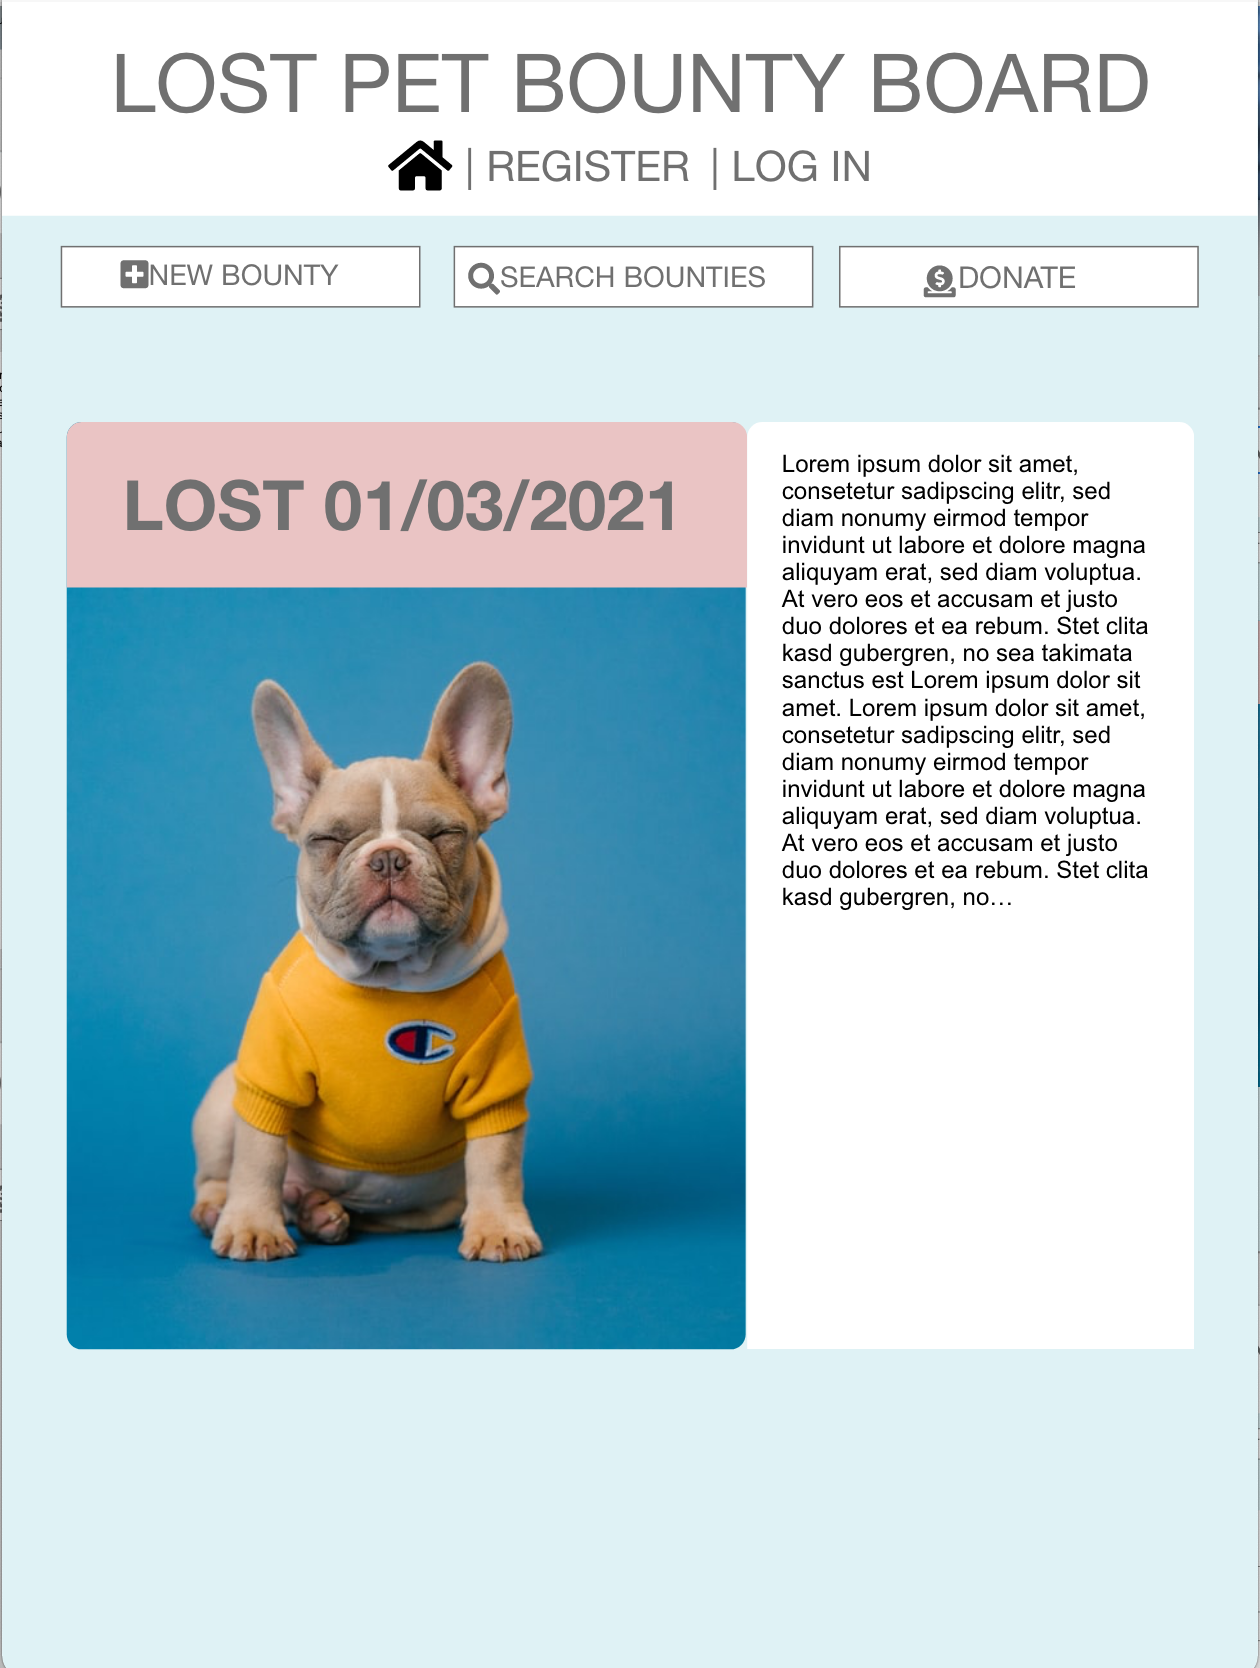 LOST PET BOUNTY BOARD
| REGISTER | LOG IN
NEW BOUNTY
SEARCH BOUNTIES
DONATE
LOST 01/03/2021
Lorem ipsum dolor sit amet,
consetetur sadipscing elitr, sed
diam nonumy eirmod tempor
invidunt ut labore et dolore magna
aliquyam erat, sed diam voluptua.
At vero eos et accusam et justo
duo dolores et ea rebum. Stet clita
kasd gubergren, no sea takimata
sanctus est Lorem ipsum dolor sit
amet. Lorem ipsum dolor sit amet,
consetetur sadipscing elitr, sed
diam nonumy eirmod tempor
invidunt ut labore et dolore magna
aliquyam erat, sed diam voluptua.
At vero eos et accusam et justo
duo dolores et ea rebum. Stet clita
kasd gubergren, no…